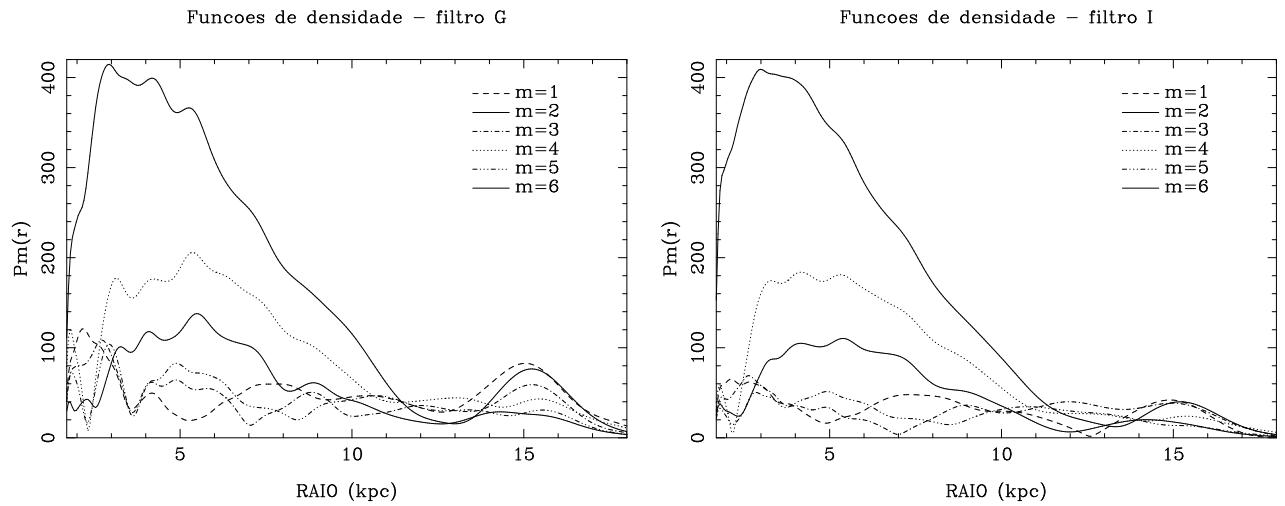 Funcoes de densidade – filtro G
Pm(r)
400
300
200
100
0
m=1
m=2
m=3
m=4
m=5
m=6
5 10 15
RAIO (kpc)
Funcoes de densidade – filtro I
Pm(r)
400
300
200
100
0
m=1
m=2
m=3
m=4
m=5
m=6
5 10 15
RAIO (kpc)